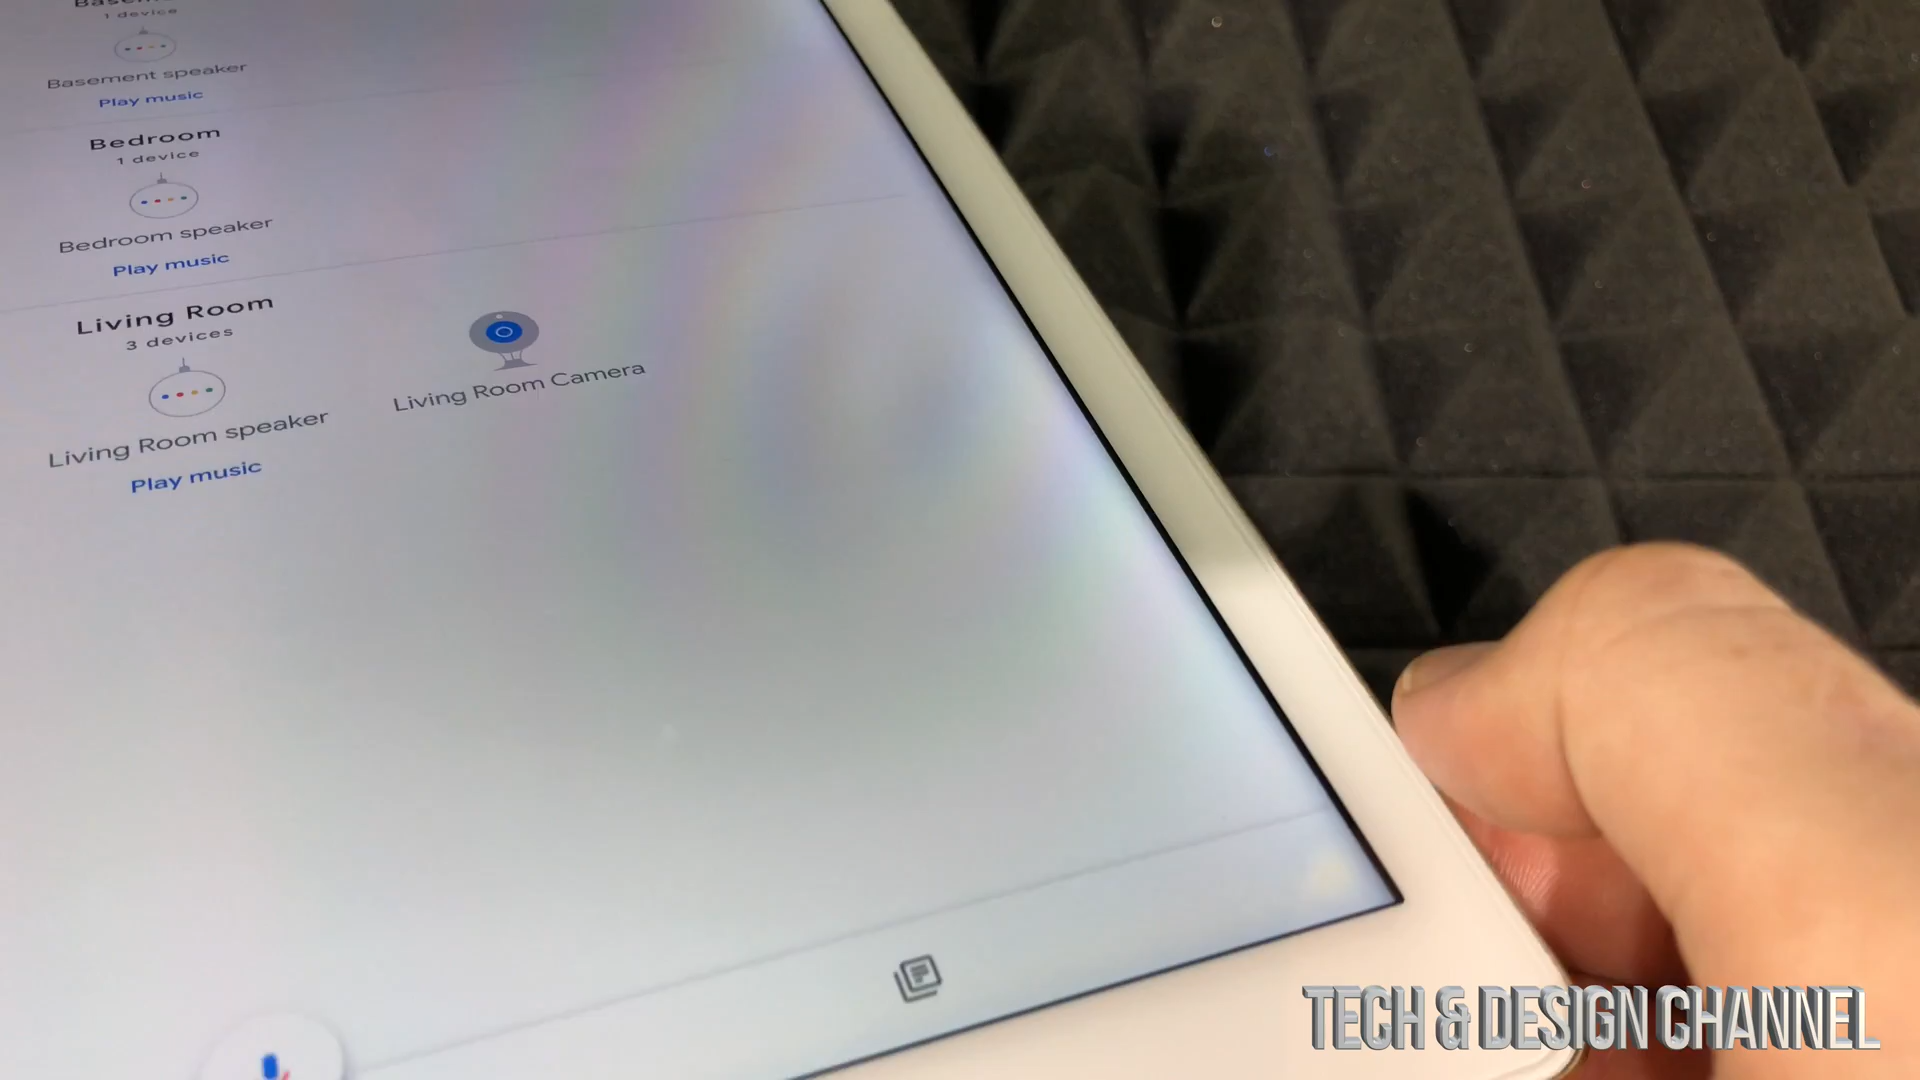 1 device
Basement speaker
Play music
Bedroom
1 device
Bedroom speaker
Play music
Living Room
3 devices
Living Room speaker
Play music
Living Room Camera
TECH & DESIGN CHANNEL